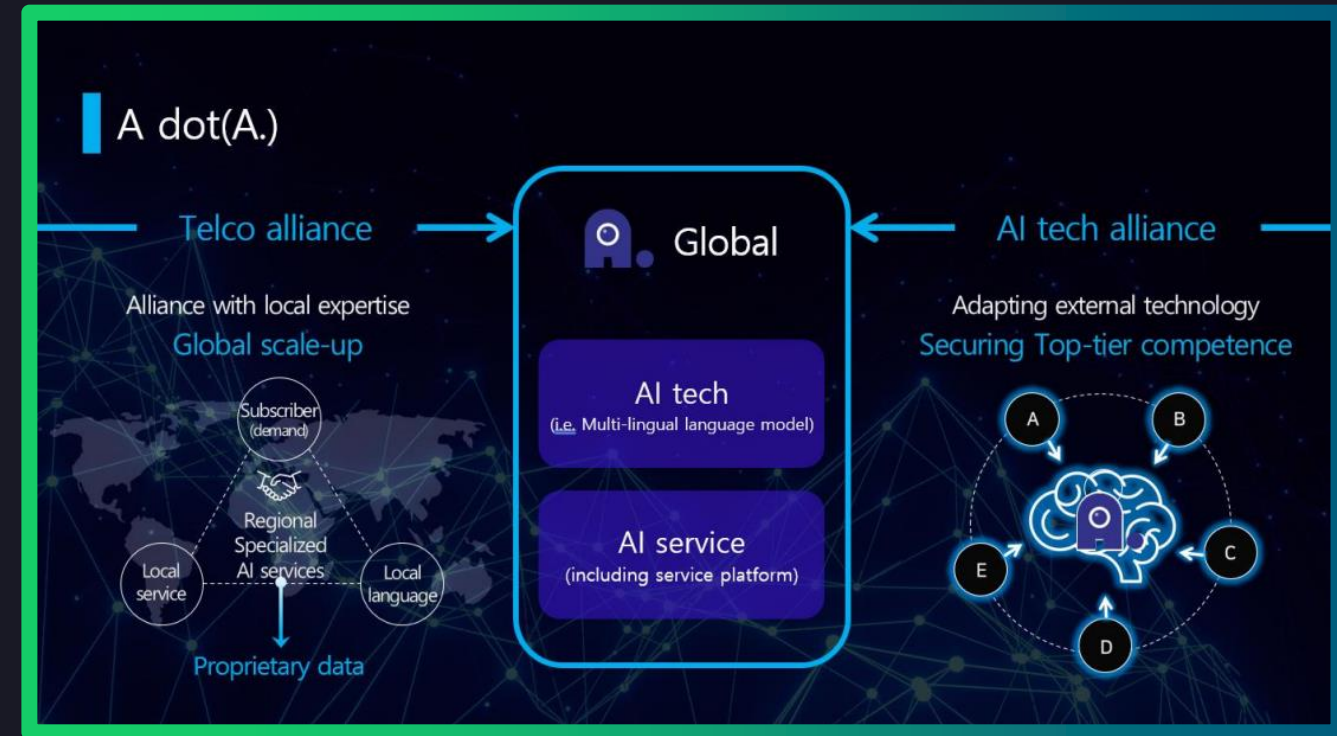 A dot(A.)
Telco alliance
Alliance with local expertise
Global scale-up
Subscriber
(demand)
Regional
Specialized
AI services
Local
service
Local
language
Proprietary data
Global
AI tech
(i.e. Multi-lingual language model)
AI service
(including service platform)
AI tech alliance
Adapting external technology
Securing Top-tier competence
A
B
C
D
E